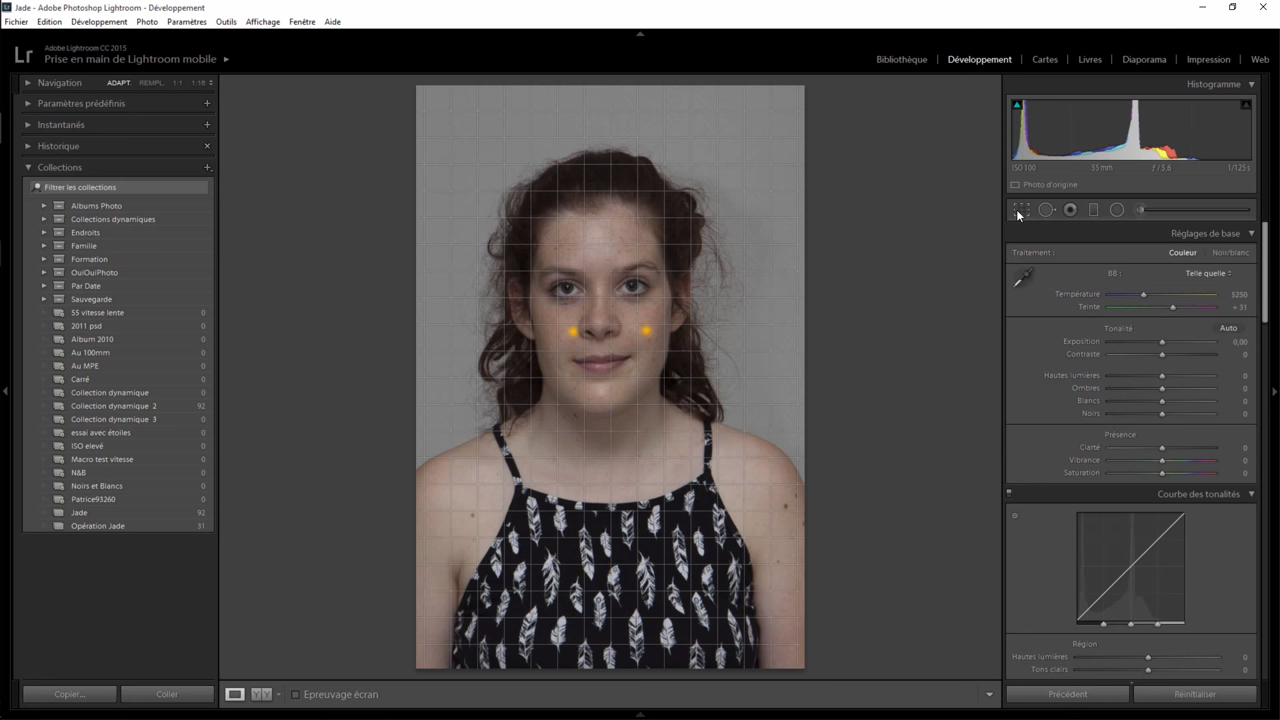 Jade - Adobe Photoshop Lightroom - Développement
Fichier Edition Développement Photo Paramètres Outils Affichage Fenêtre Aide
Lr Adobe Lightroom CC 2015
Prise en main de Lightroom mobile
Bibliothèque Développement Cartes Livres Diaporama Impression Web
Navigation ADAPT. REMPL. 1:1 1:16
Paramètres prédéfinis
Instantanés
Historique
Collections
Filtrer les collections
Albums Photo
Collections dynamiques
Endroits
Famille
Formation
OuiOuiPhoto
Par Date
Sauvegarde
55 vitesse lente 0
2011 psd 0
Album 2010 0
Au 100mm 0
Au MPE 0
Carré 0
Collection dynamique 0
Collection dynamique 2 92
Collection dynamique 3 0
essai avec étoiles 0
ISO elevé 0
Macro test vitesse 0
N&B 0
Noirs et Blancs 0
Patrice93260 0
Jade 92
Opération Jade 31
Copier... Coller
Y Y Epreuvage écran
Histogramme
ISO 100 35 mm ƒ / 5,6 1/125s
Photo d'origine
Réglages de base
Traitement : Couleur Noir/blanc
BB : Telle quelle
Température 5250
Teinte + 31
Tonalité Auto
Exposition 0,00
Contraste 0
Hautes lumières 0
Ombres 0
Blancs 0
Noirs 0
Présence
Clarté 0
Vibrance 0
Saturation 0
Courbe des tonalités
Région
Hautes lumières 0
Tons clairs 0
Précédent Réinitialiser